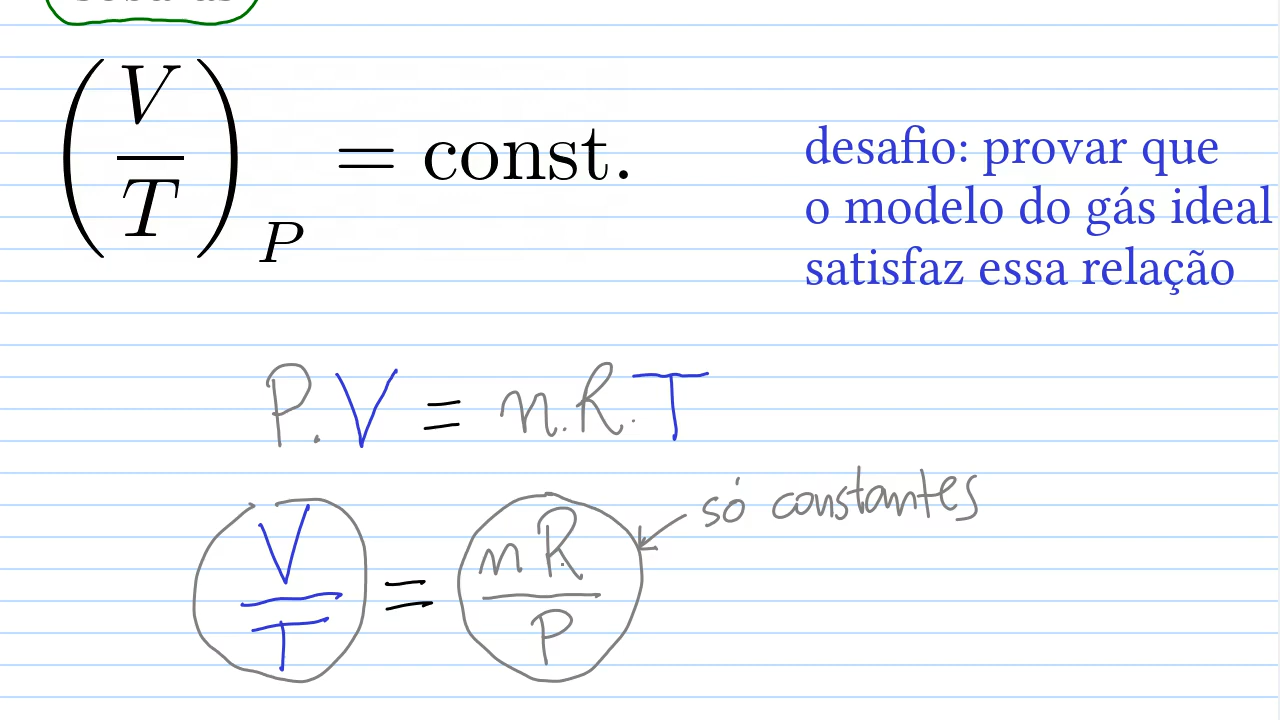 (V/T)_P = const.
desafio: provar que
o modelo do gás ideal
satisfaz essa relação
P.V = n.R.T
só constantes
V/T = nR/P